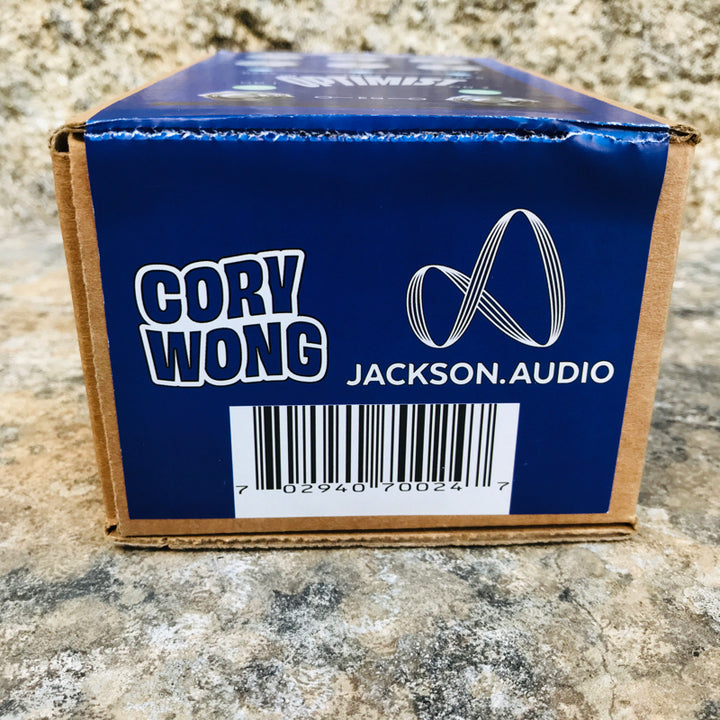 OPTIMIST
CORY
WONG
JACKSON.AUDIO
7 02940 70024 7